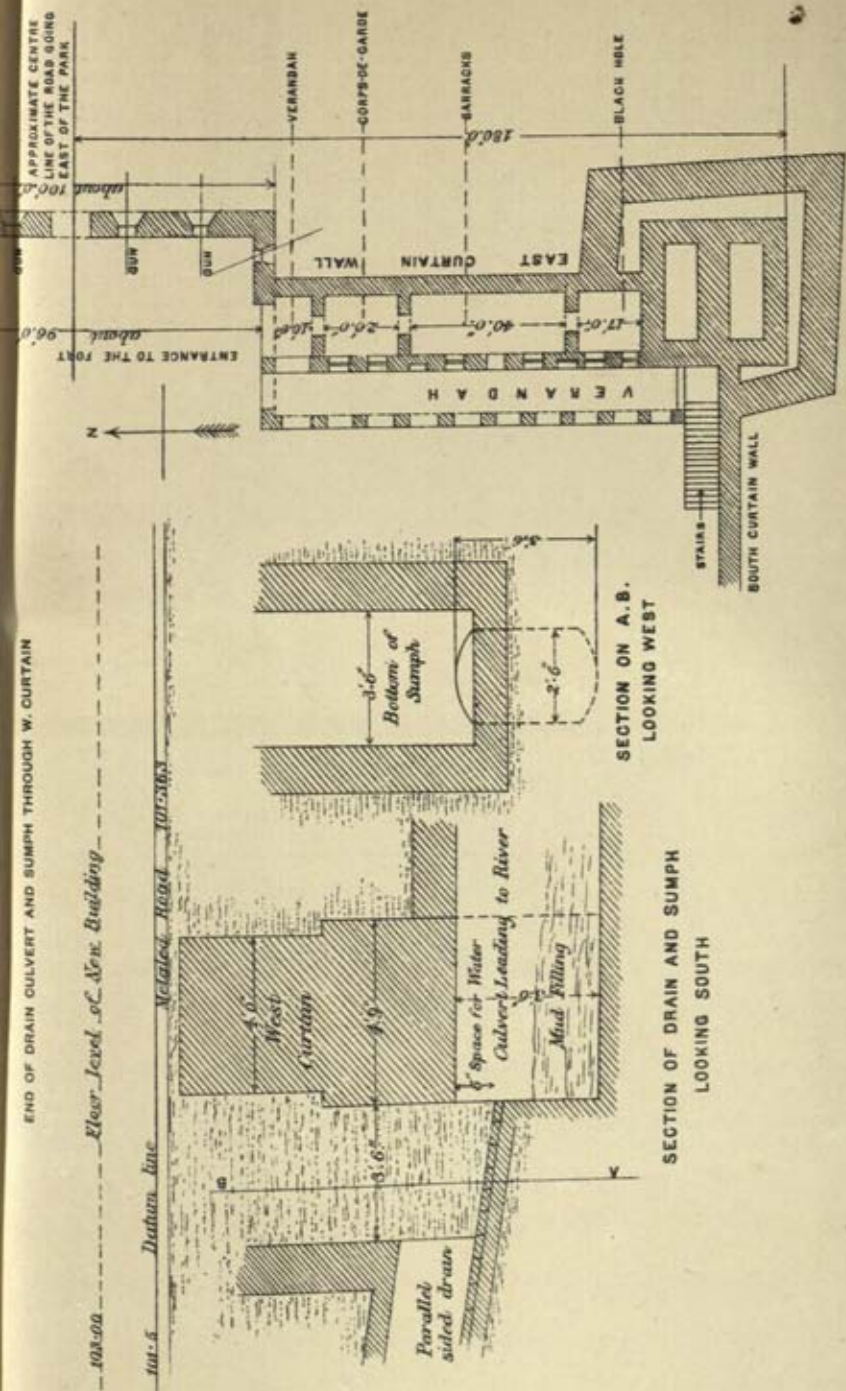 END OF DRAIN CULVERT AND SUMPH THROUGH W. CURTAIN
103·00
Floor level of New Building
101·5
Datum line
Metaled Road
101·363
4'.0"
West
Curtain
4'.9"
3'.6"
B
A
Parallel
sided drain
6" Space for Water
Culvert Leading to River
Mud Filling
SECTION OF DRAIN AND SUMPH
LOOKING SOUTH
3'.6"
Bottom of
Sumph
2'.6"
SECTION ON A.B.
LOOKING WEST
N
APPROXIMATE CENTRE
LINE OF THE ROAD GOING
EAST OF THE PARK
about 100'.0"
about 96'.0"
ENTRANCE TO THE FORT
GUN
GUN
GUN
VERANDAH
CORPS-DE-GARDE
BARRACKS
BLACK HOLE
180'.0"
EAST CURTAIN WALL
26'.0"
40'.0"
17'.0"
VERANDAH
STAIRS
SOUTH CURTAIN WALL